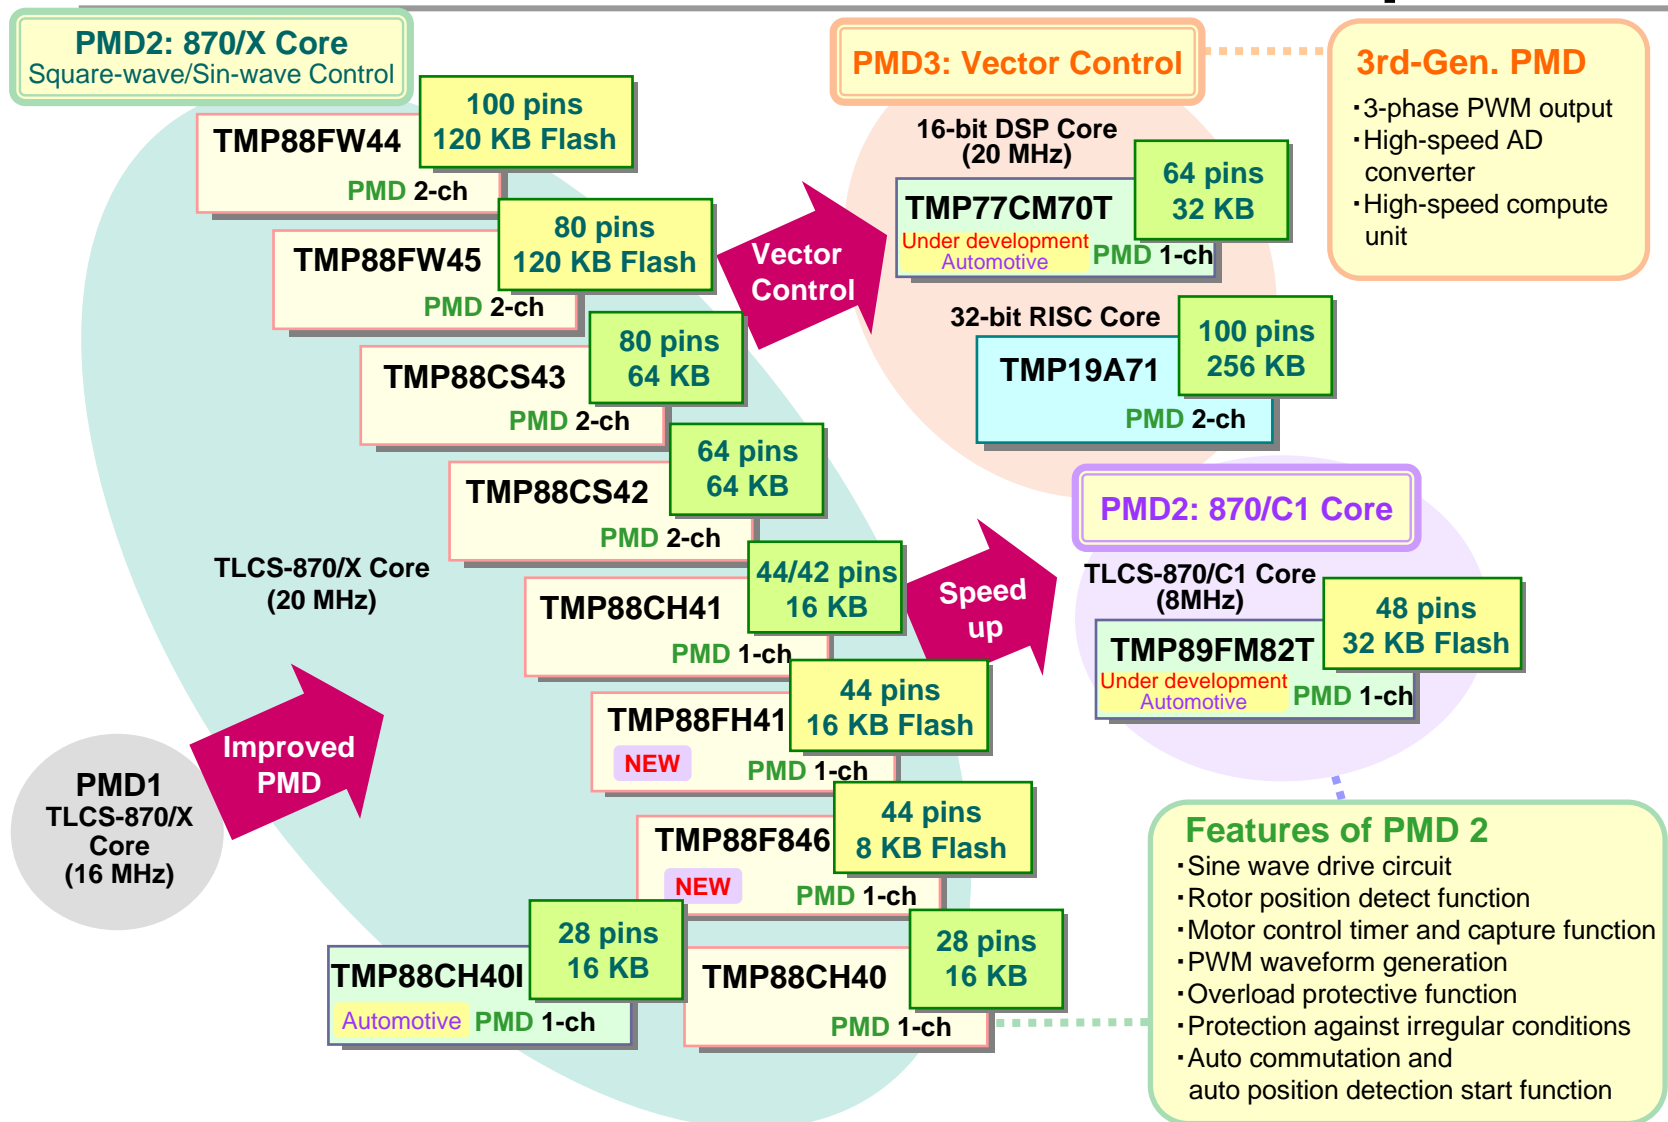 PMD2: 870/X Core
Square-wave/Sin-wave Control
100 pins
120 KB Flash
TMP88FW44
PMD 2-ch
80 pins
120 KB Flash
TMP88FW45
PMD 2-ch
80 pins
64 KB
TMP88CS43
PMD 2-ch
64 pins
64 KB
TMP88CS42
PMD 2-ch
TLCS-870/X Core
(20 MHz)
44/42 pins
16 KB
TMP88CH41
PMD 1-ch
44 pins
16 KB Flash
TMP88FH41
NEW
PMD 1-ch
44 pins
8 KB Flash
TMP88F846
NEW
PMD 1-ch
28 pins
16 KB
TMP88CH40I
Automotive
PMD 1-ch
28 pins
16 KB
TMP88CH40
PMD 1-ch
PMD1
TLCS-870/X
Core
(16 MHz)
Improved
PMD
Vector
Control
Speed
up
PMD3: Vector Control
16-bit DSP Core
(20 MHz)
64 pins
32 KB
TMP77CM70T
Under development
Automotive
PMD 1-ch
32-bit RISC Core
100 pins
256 KB
TMP19A71
PMD 2-ch
3rd-Gen. PMD
・3-phase PWM output
・High-speed AD
converter
・High-speed compute
unit
PMD2: 870/C1 Core
TLCS-870/C1 Core
(8MHz)
48 pins
32 KB Flash
TMP89FM82T
Under development
Automotive
PMD 1-ch
Features of PMD 2
・Sine wave drive circuit
・Rotor position detect function
・Motor control timer and capture function
・PWM waveform generation
・Overload protective function
・Protection against irregular conditions
・Auto commutation and
auto position detection start function